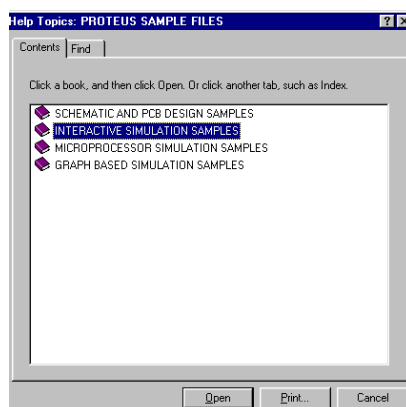 Help Topics: PROTEUS SAMPLE FILES
Contents Find
Click a book, and then click Open. Or click another tab, such as Index.
SCHEMATIC AND PCB DESIGN SAMPLES
INTERACTIVE SIMULATION SAMPLES
MICROPROCESSOR SIMULATION SAMPLES
GRAPH BASED SIMULATION SAMPLES
Open Print... Cancel